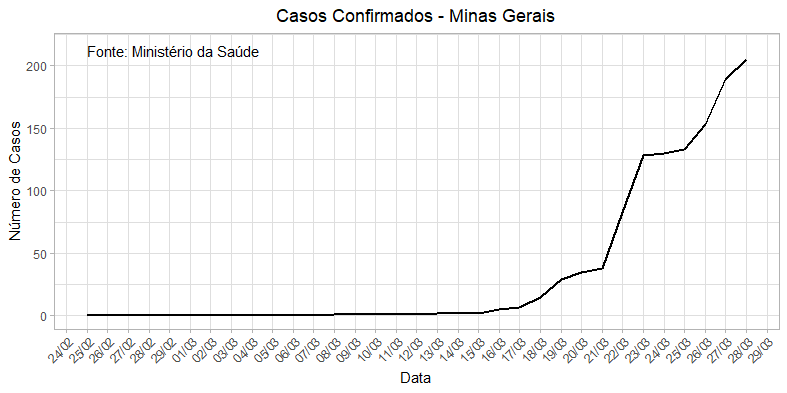 Casos Confirmados - Minas Gerais
Fonte: Ministério da Saúde
Número de Casos
200
150
100
50
0
24/02 25/02 26/02 27/02 28/02 29/02 01/03 02/03 03/03 04/03 05/03 06/03 07/03 08/03 09/03 10/03 11/03 12/03 13/03 14/03 15/03 16/03 17/03 18/03 19/03 20/03 21/03 22/03 23/03 24/03 25/03 26/03 27/03 28/03 29/03
Data